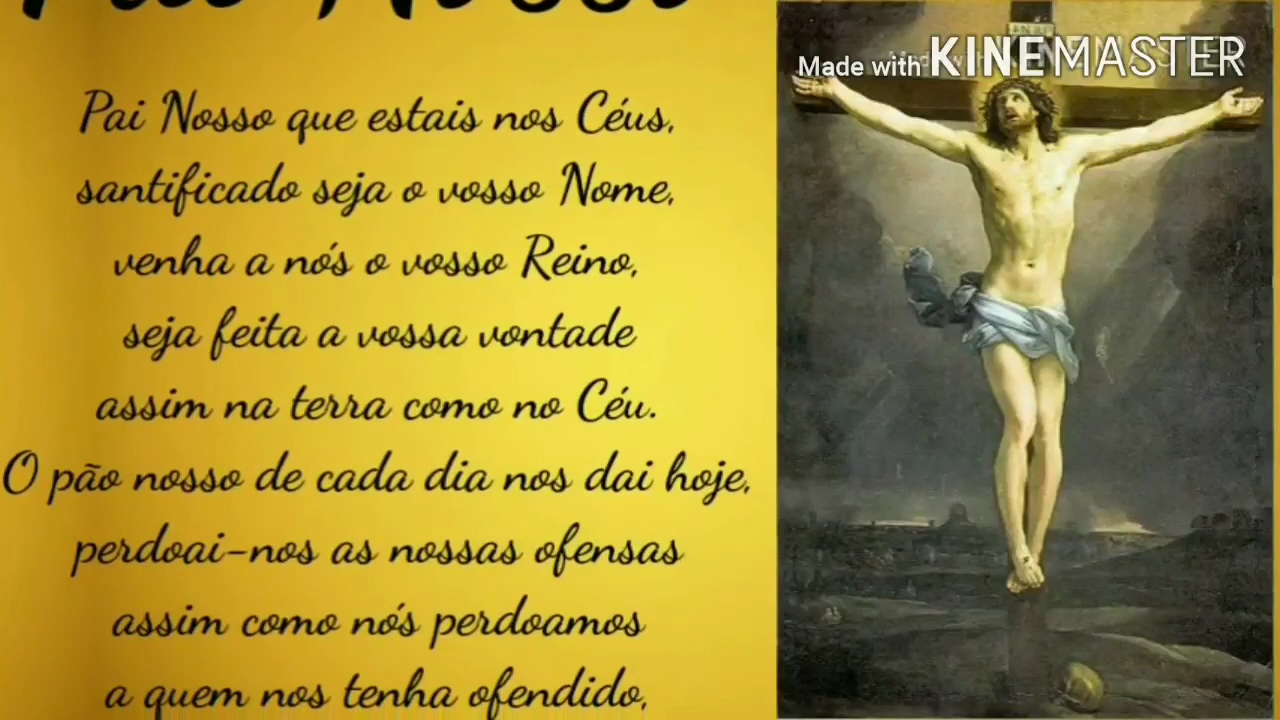 Pai Nosso
Pai Nosso que estais nos Céus,
santificado seja o vosso Nome,
venha a nós o vosso Reino,
seja feita a vossa vontade
assim na terra como no Céu.
O pão nosso de cada dia nos dai hoje,
perdoai-nos as nossas ofensas
assim como nós perdoamos
a quem nos tenha ofendido,
Made with KINEMASTER